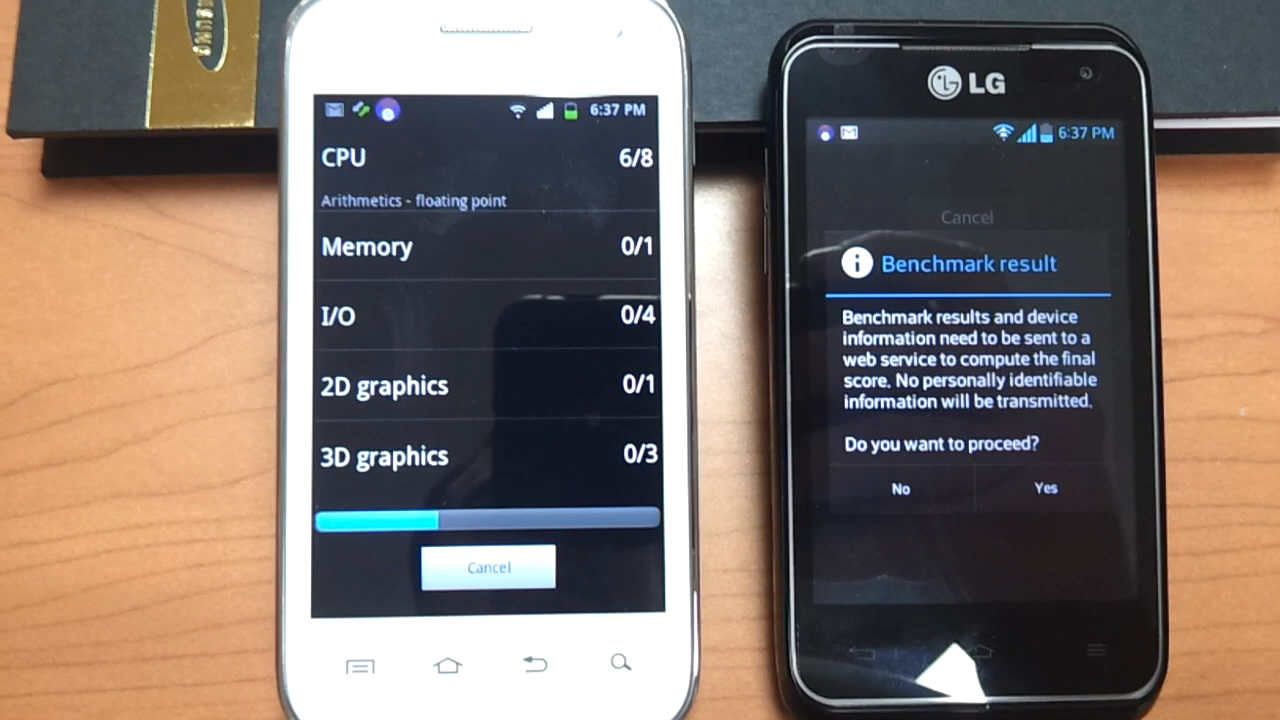 SAMSUNG
6:37 PM
CPU 6/8
Arithmetics - floating point
Memory 0/1
I/O 0/4
2D graphics 0/1
3D graphics 0/3
Cancel
LG
6:37 PM
Cancel
Benchmark result
Benchmark results and device
information need to be sent to a
web service to compute the final
score. No personally identifiable
information will be transmitted.
Do you want to proceed?
No Yes